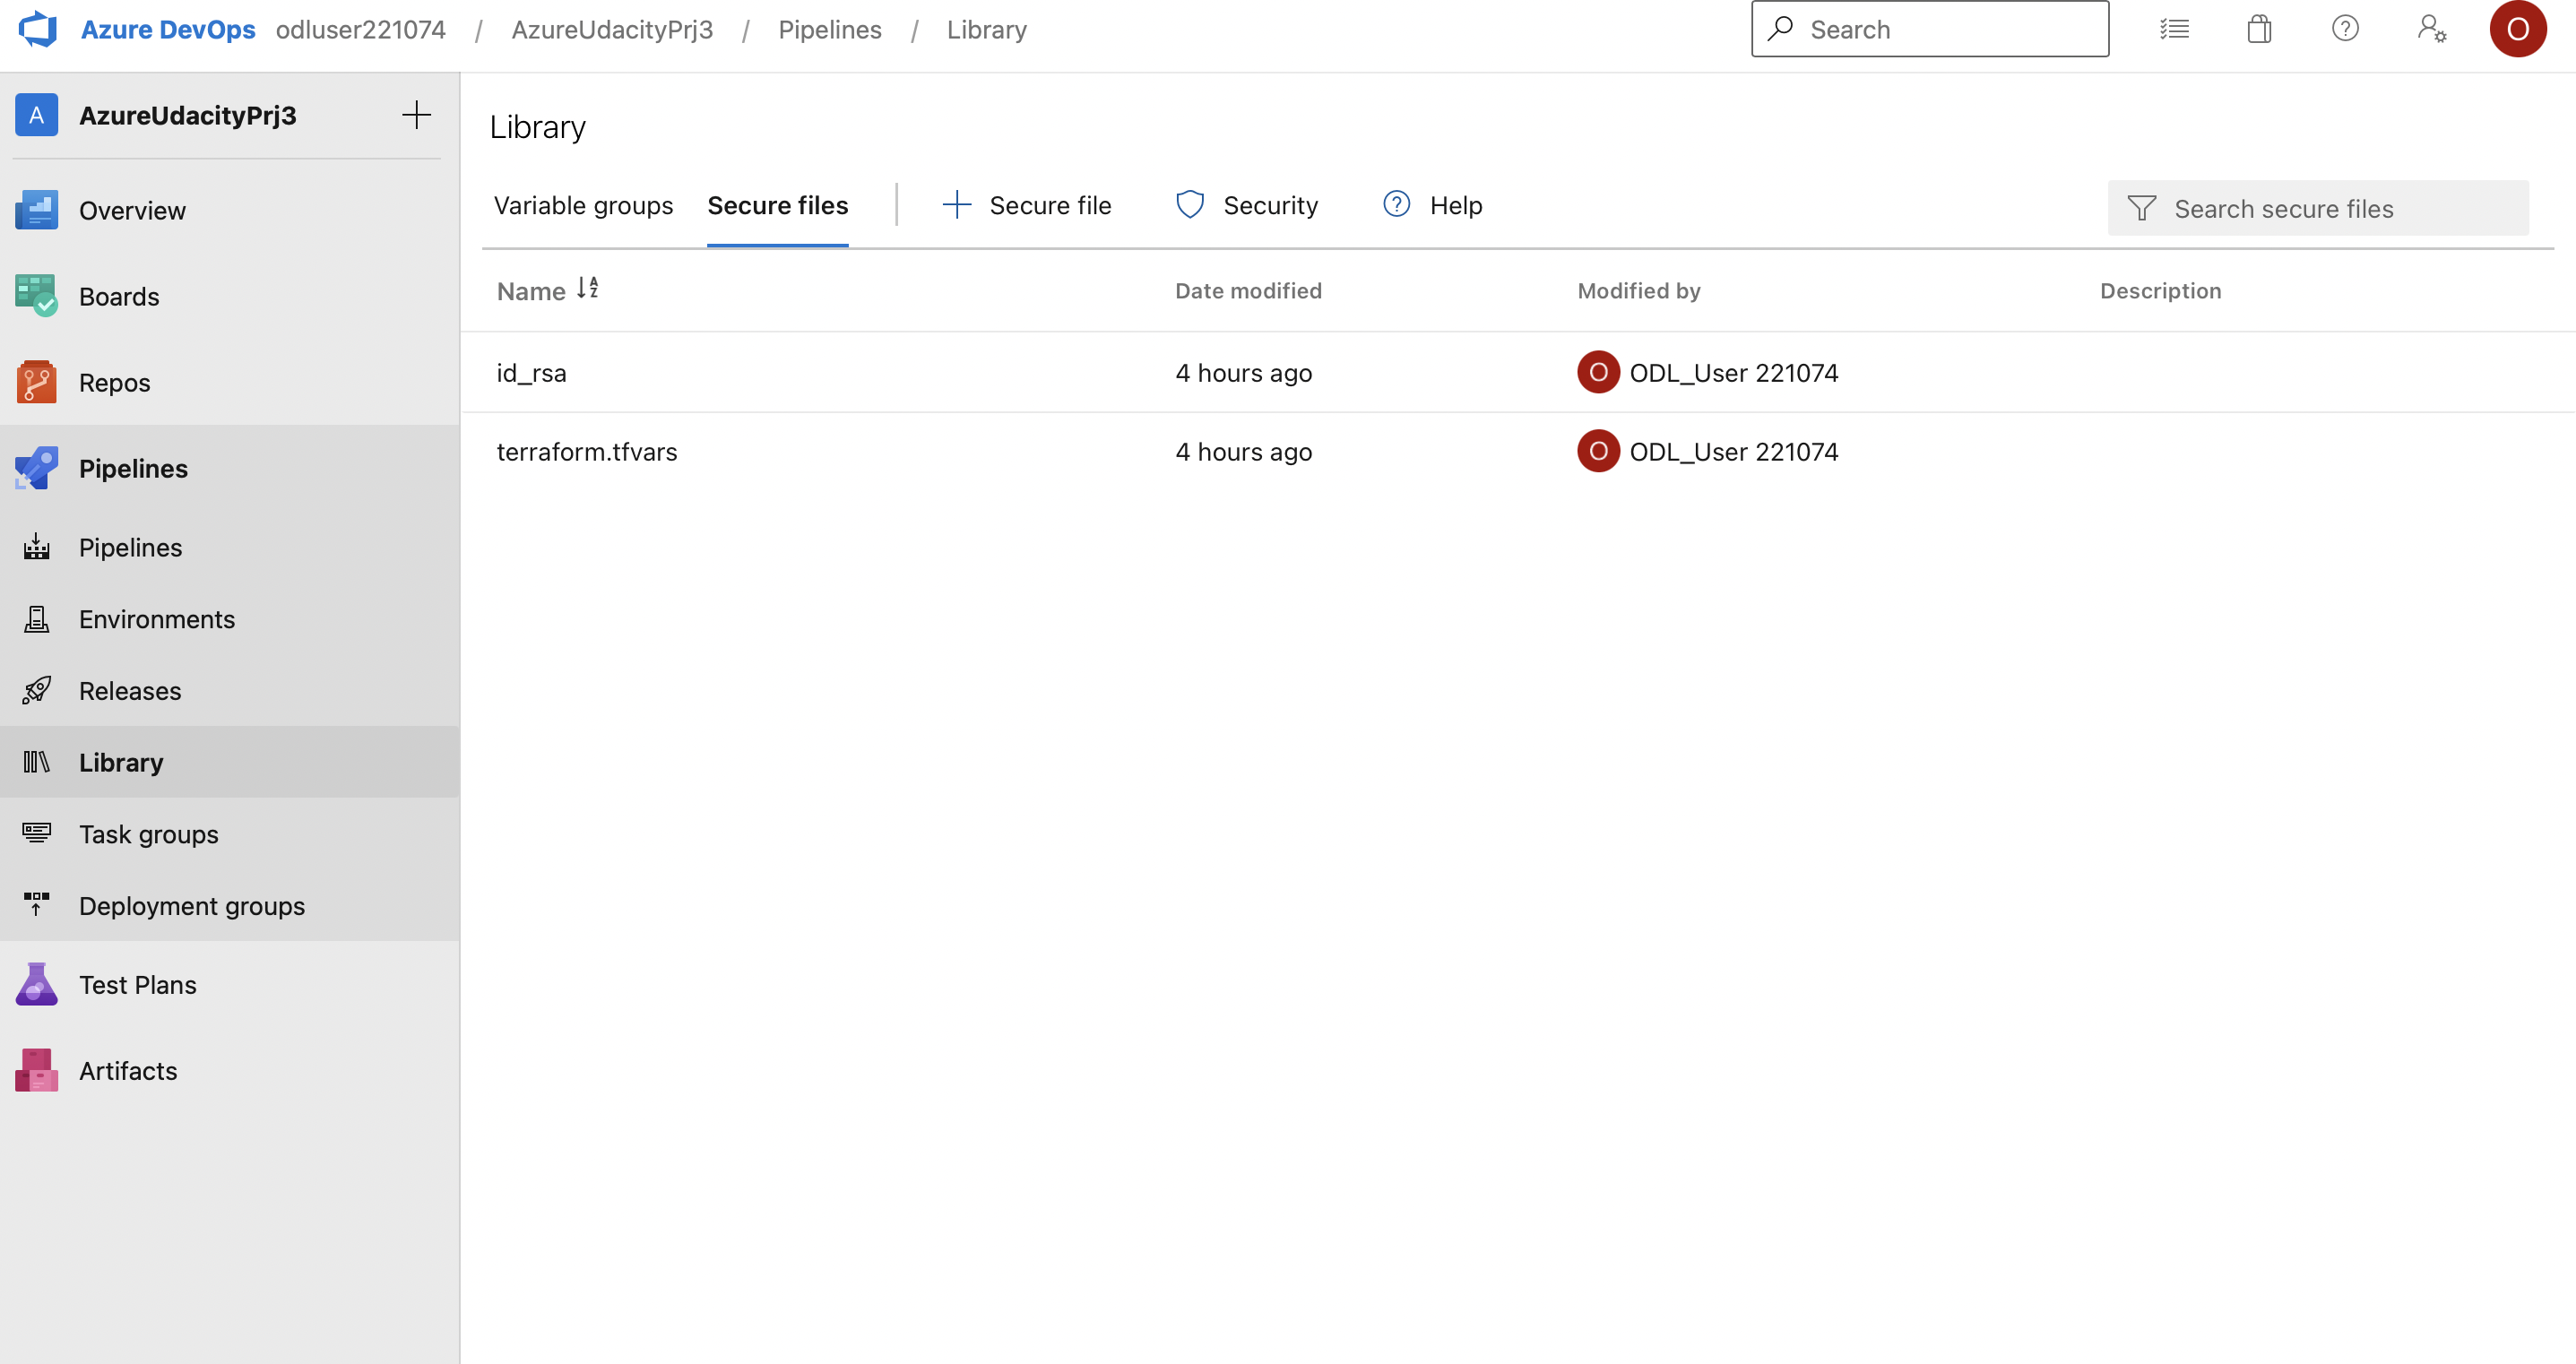 Azure DevOps odluser221074 / AzureUdacityPrj3 / Pipelines / Library
Search
O
A AzureUdacityPrj3
Overview
Boards
Repos
Pipelines
Pipelines
Environments
Releases
Library
Task groups
Deployment groups
Test Plans
Artifacts
Library
Variable groups Secure files Secure file Security Help
Search secure files
Name Date modified Modified by Description
id_rsa 4 hours ago O ODL_User 221074
terraform.tfvars 4 hours ago O ODL_User 221074